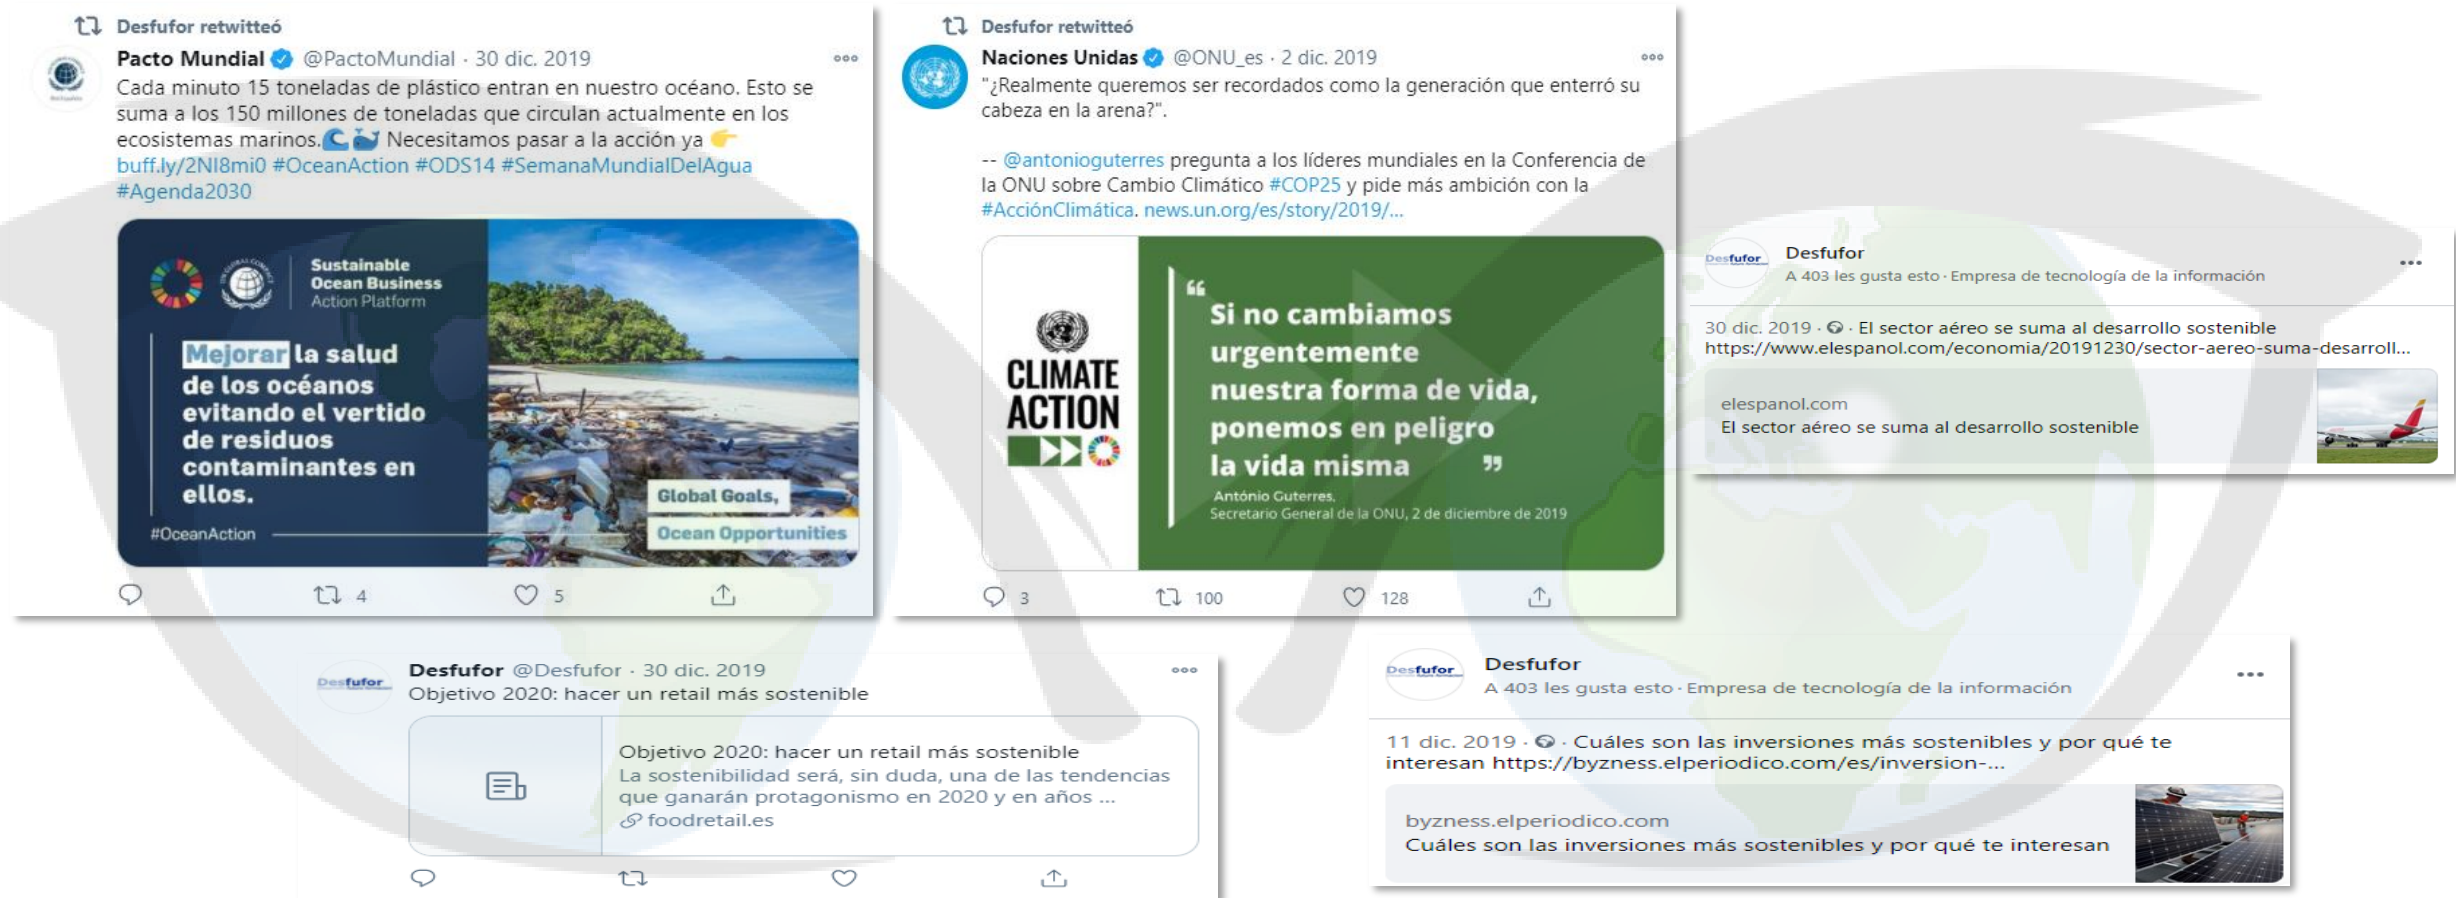 Desfufor retwitteó
Pacto Mundial @PactoMundial · 30 dic. 2019
Cada minuto 15 toneladas de plástico entran en nuestro océano. Esto se
suma a los 150 millones de toneladas que circulan actualmente en los
ecosistemas marinos.🌊🐳 Necesitamos pasar a la acción ya 👉
buff.ly/2NI8mi0 #OceanAction #ODS14 #SemanaMundialDelAgua
#Agenda2030
Sustainable
Ocean Business
Action Platform
Mejorar la salud
de los océanos
evitando el vertido
de residuos
contaminantes en
ellos.
#OceanAction
Global Goals,
Ocean Opportunities
4
5
Desfufor retwitteó
Naciones Unidas @ONU_es · 2 dic. 2019
"¿Realmente queremos ser recordados como la generación que enterró su
cabeza en la arena?".
-- @antonioguterres pregunta a los líderes mundiales en la Conferencia de
la ONU sobre Cambio Climático #COP25 y pide más ambición con la
#AcciónClimática. news.un.org/es/story/2019/...
CLIMATE
ACTION
“
Si no cambiamos
urgentemente
nuestra forma de vida,
ponemos en peligro
la vida misma ”
António Guterres,
Secretario General de la ONU, 2 de diciembre de 2019
3
100
128
Desfufor
Desfufor
A 403 les gusta esto · Empresa de tecnología de la información
30 dic. 2019 · El sector aéreo se suma al desarrollo sostenible
https://www.elespanol.com/economia/20191230/sector-aereo-suma-desarroll...
elespanol.com
El sector aéreo se suma al desarrollo sostenible
Desfufor
Desfufor @Desfufor · 30 dic. 2019
Objetivo 2020: hacer un retail más sostenible
Objetivo 2020: hacer un retail más sostenible
La sostenibilidad será, sin duda, una de las tendencias
que ganarán protagonismo en 2020 y en años ...
foodretail.es
Desfufor
Desfufor
A 403 les gusta esto · Empresa de tecnología de la información
11 dic. 2019 · Cuáles son las inversiones más sostenibles y por qué te
interesan https://byzness.elperiodico.com/es/inversion-...
byzness.elperiodico.com
Cuáles son las inversiones más sostenibles y por qué te interesan